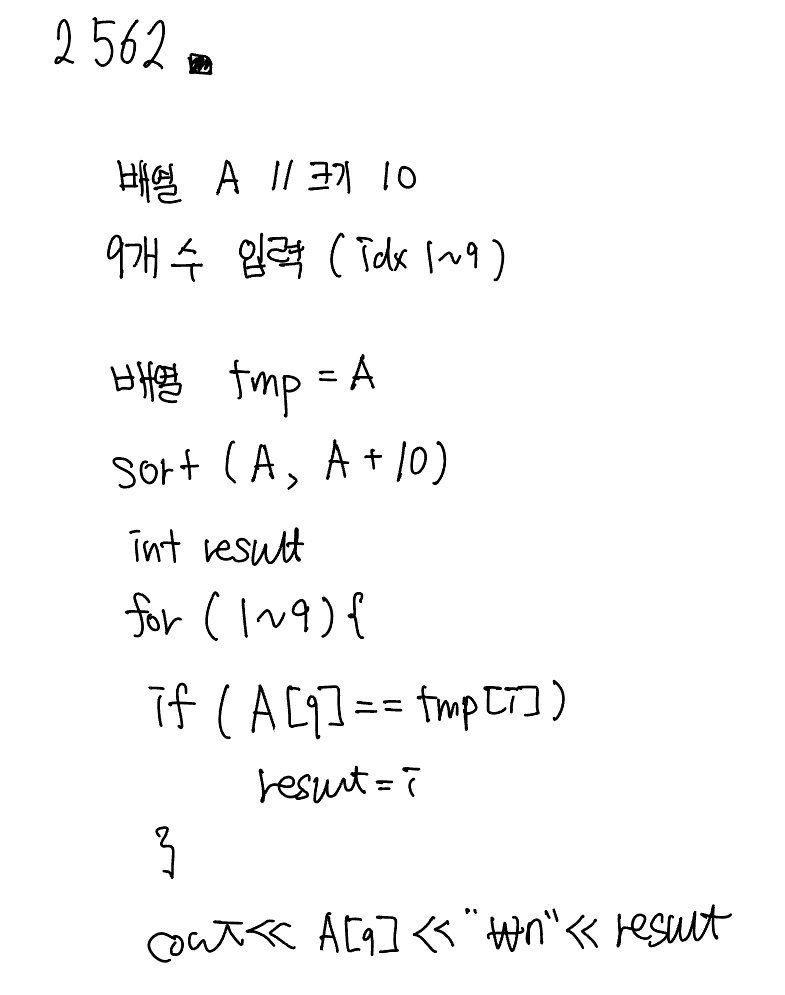 2562.
배열 A // 크기 10
9개 수 입력 (idx 1~9)
배열 tmp = A
sort (A, A + 10)
int result
for (1~9) {
if (A[9] == tmp[i])
result = i
}
cout << A[9] << "₩n" << result